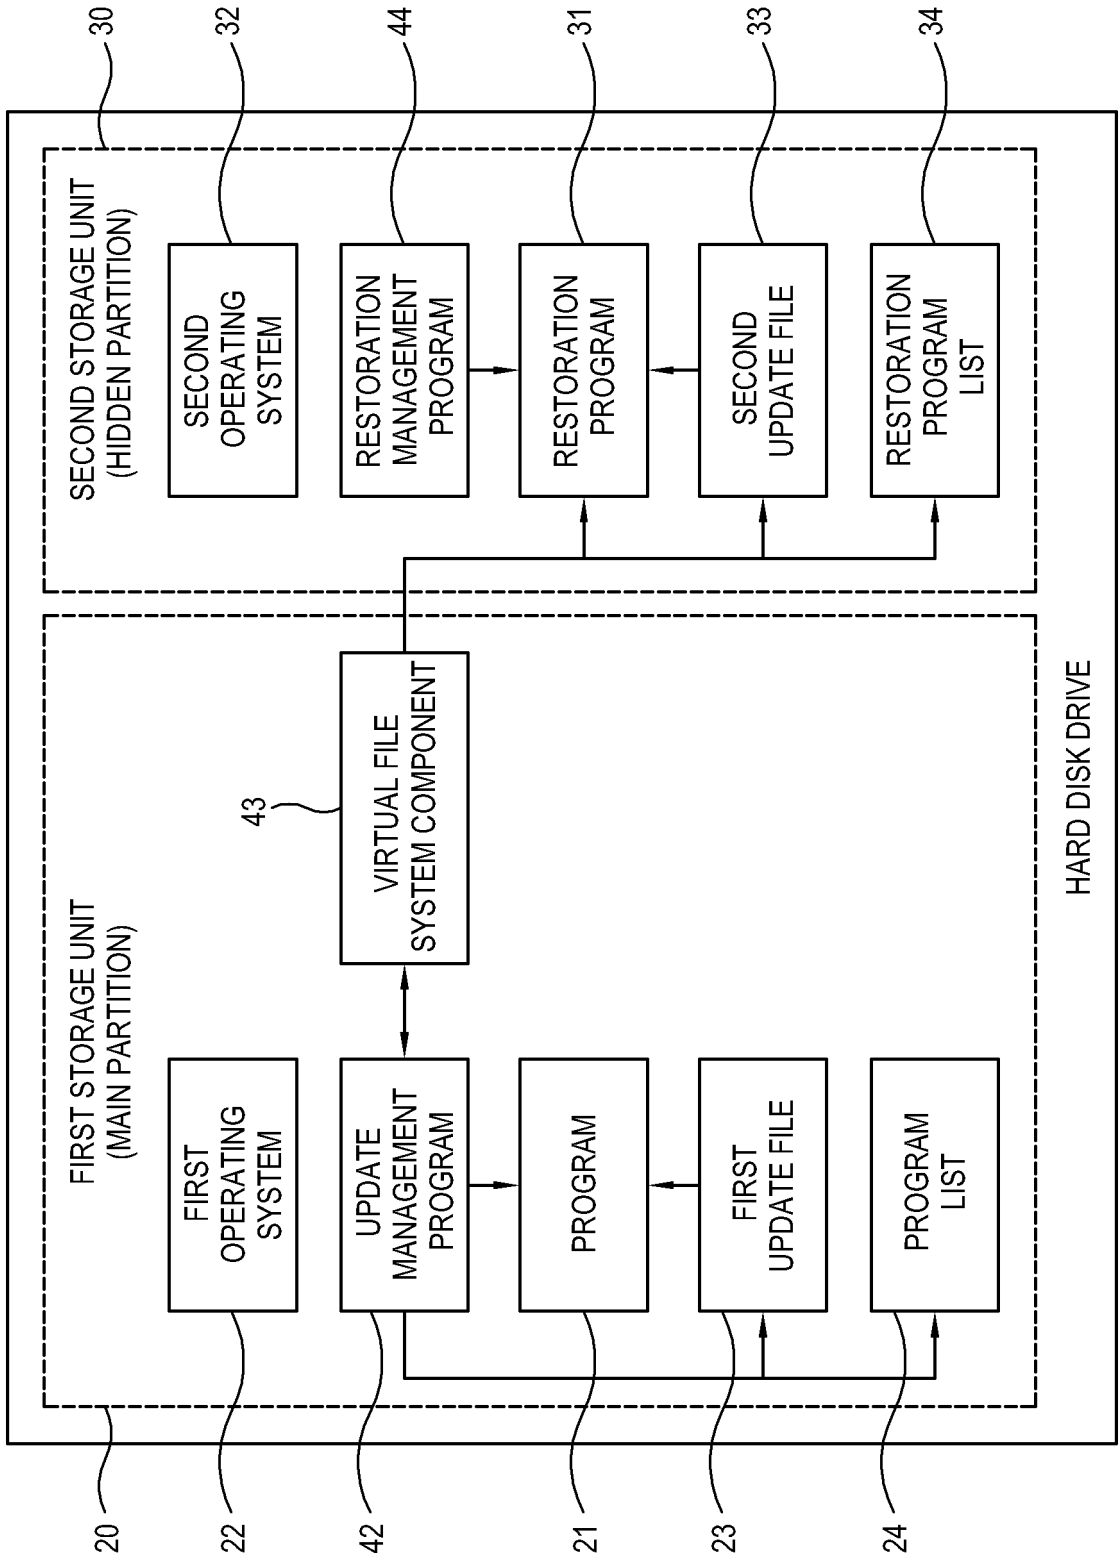 FIRST STORAGE UNIT
(MAIN PARTITION)
SECOND STORAGE UNIT
(HIDDEN PARTITION)
20
22
42
21
23
24
FIRST
OPERATING
SYSTEM
UPDATE
MANAGEMENT
PROGRAM
PROGRAM
FIRST
UPDATE FILE
PROGRAM
LIST
43
VIRTUAL FILE
SYSTEM COMPONENT
SECOND
OPERATING
SYSTEM
RESTORATION
MANAGEMENT
PROGRAM
RESTORATION
PROGRAM
SECOND
UPDATE FILE
RESTORATION
PROGRAM
LIST
30
32
44
31
33
34
HARD DISK DRIVE